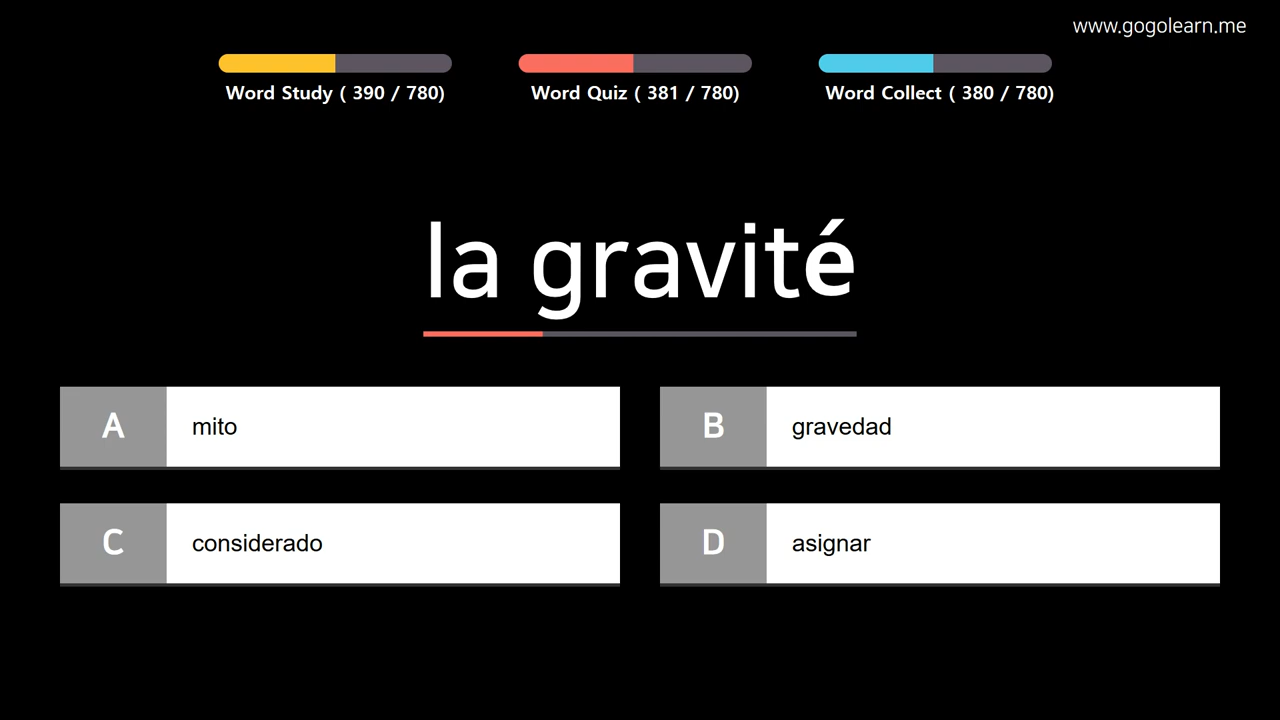 www.gogolearn.me
Word Study ( 390 / 780)
Word Quiz ( 381 / 780)
Word Collect ( 380 / 780)
la gravité
A mito
B gravedad
C considerado
D asignar